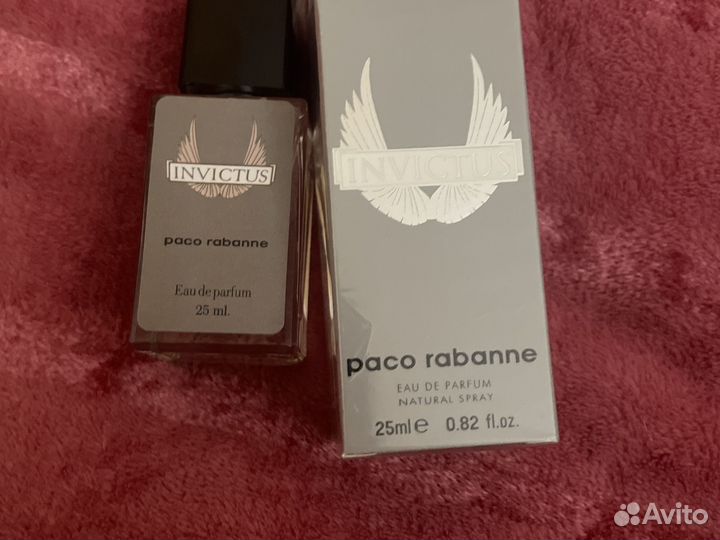 INVICTUS
paco rabanne
Eau de parfum
25 ml.
INVICTUS
paco rabanne
EAU DE PARFUM
NATURAL SPRAY
25ml e 0.82 fl.oz.
Avito